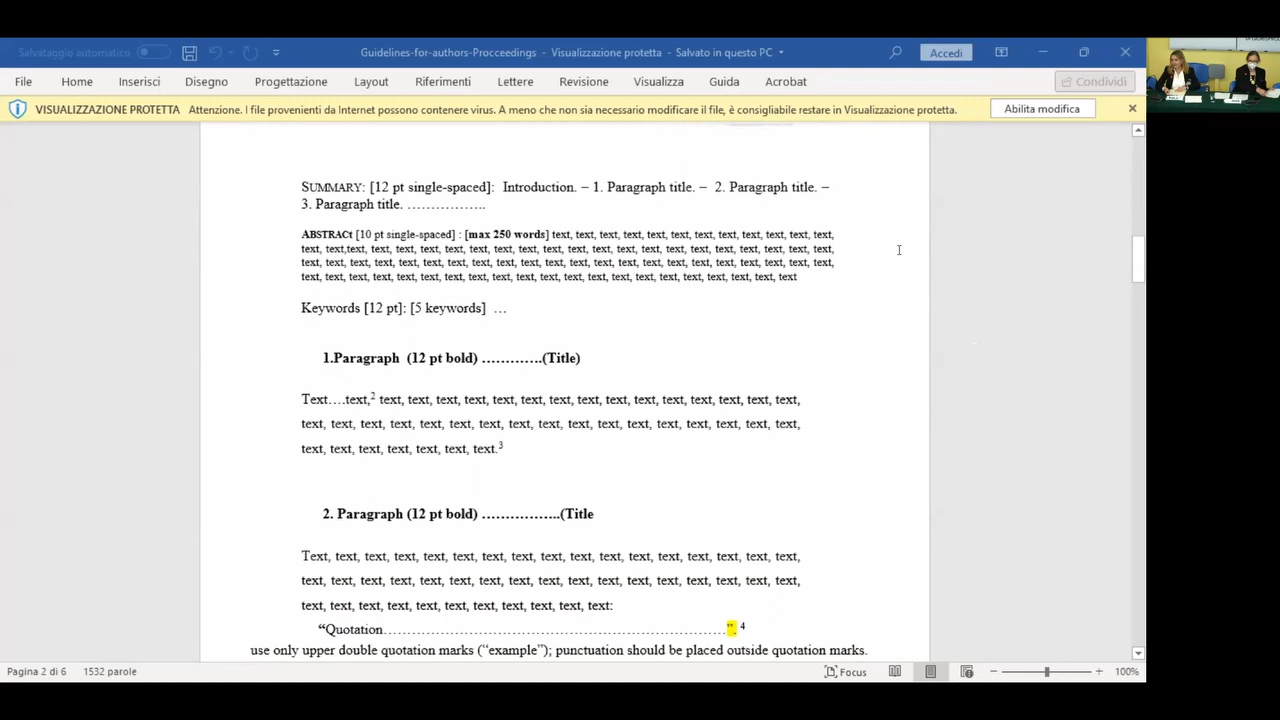 Salvataggio automatico
Guidelines-for-authors-Procceedings - Visualizzazione protetta - Salvato in questo PC
Accedi
File Home Inserisci Disegno Progettazione Layout Riferimenti Lettere Revisione Visualizza Guida Acrobat
Condividi
VISUALIZZAZIONE PROTETTA Attenzione. I file provenienti da Internet possono contenere virus. A meno che non sia necessario modificare il file, è consigliabile restare in Visualizzazione protetta.
Abilita modifica
SUMMARY: [12 pt single-spaced]: Introduction. – 1. Paragraph title. – 2. Paragraph title. –
3. Paragraph title. ……………..
ABSTRACt [10 pt single-spaced] : [max 250 words] text, text, text, text, text, text, text, text, text, text, text, text,
text, text,text, text, text, text, text, text, text, text, text, text, text, text, text, text, text, text, text, text, text,
text, text, text, text, text, text, text, text, text, text, text, text, text, text, text, text, text, text, text, text, text, text,
text, text, text, text, text, text, text, text, text, text, text, text, text, text, text, text, text, text, text, text, text
Keywords [12 pt]: [5 keywords] …
1.Paragraph (12 pt bold) ………….(Title)
Text….text,2 text, text, text, text, text, text, text, text, text, text, text, text, text, text, text,
text, text, text, text, text, text, text, text, text, text, text, text, text, text, text, text, text,
text, text, text, text, text, text, text.3
2. Paragraph (12 pt bold) ……………..(Title
Text, text, text, text, text, text, text, text, text, text, text, text, text, text, text, text, text,
text, text, text, text, text, text, text, text, text, text, text, text, text, text, text, text, text,
text, text, text, text, text, text, text, text, text, text, text:
“Quotation……………………………………………………………”. 4
use only upper double quotation marks (“example”); punctuation should be placed outside quotation marks.
Pagina 2 di 6 1532 parole
Focus
100%